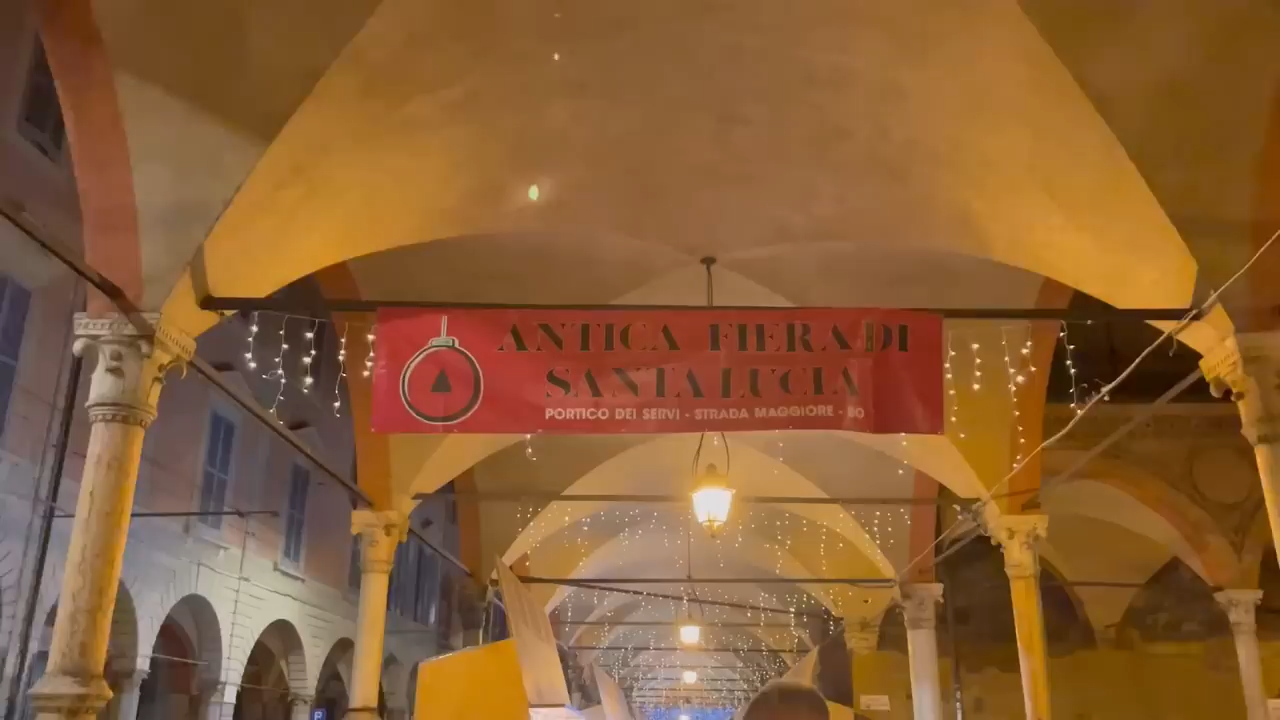 ANTICA FIERA DI
SANTA LUCIA
PORTICO DEI SERVI - STRADA MAGGIORE - BO
P